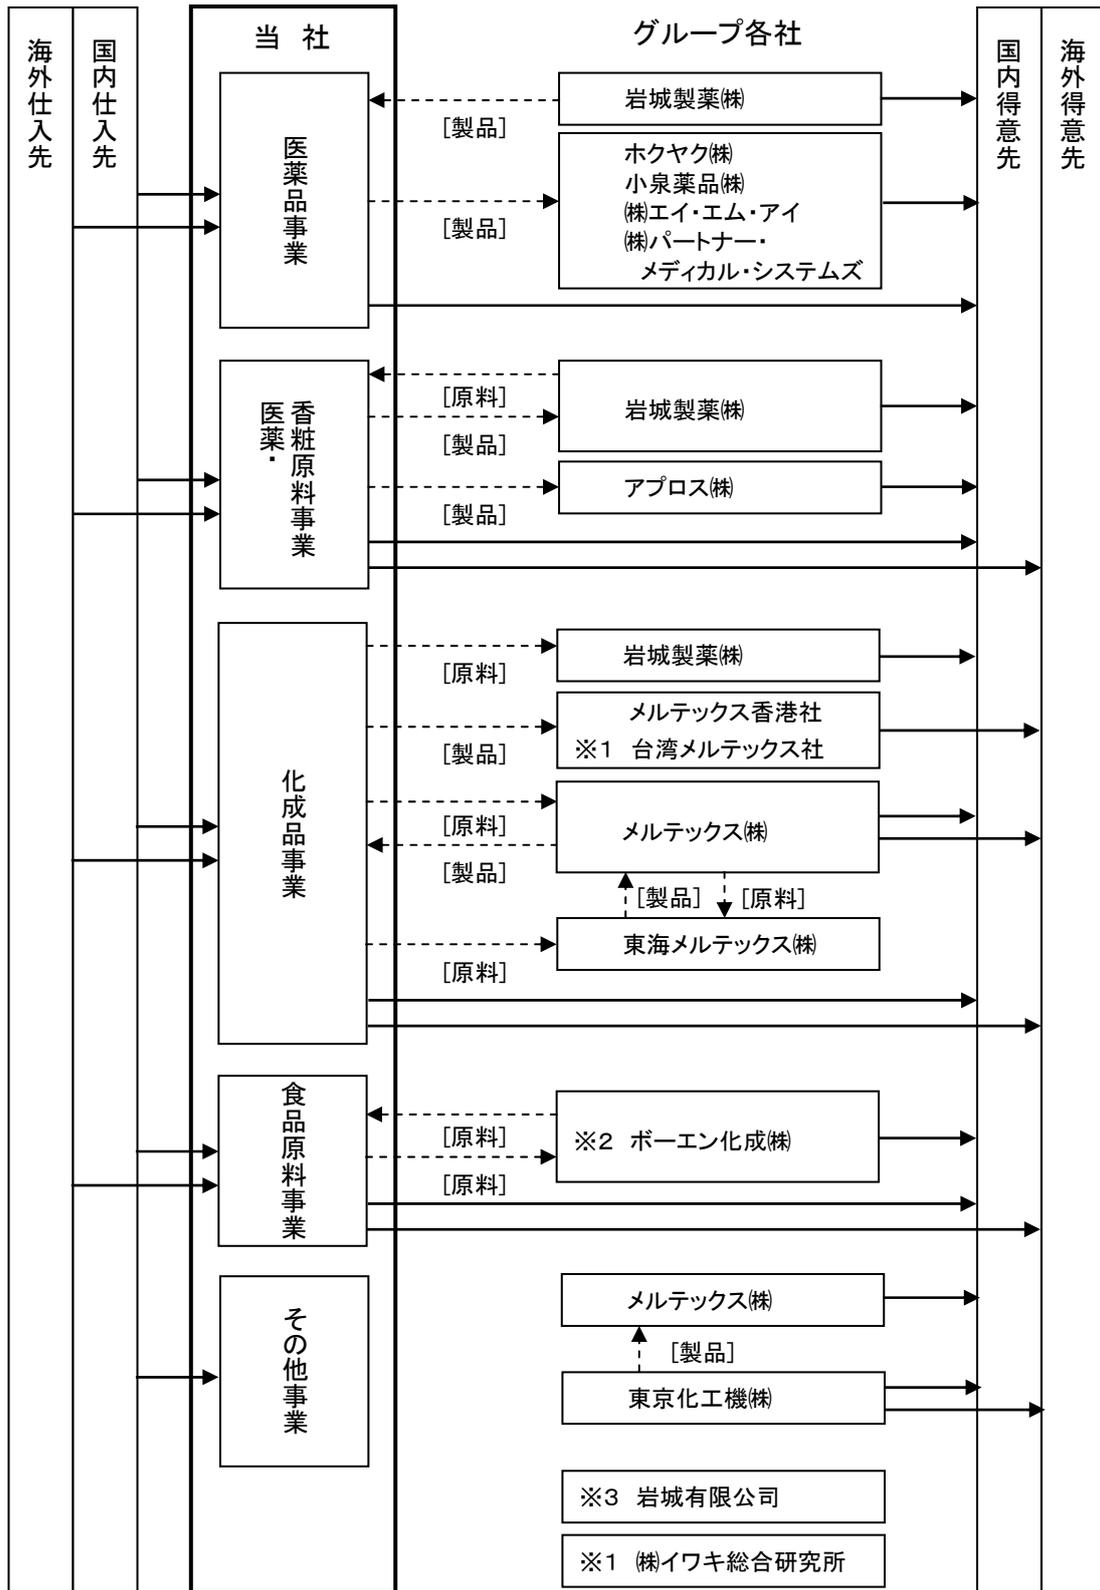 海外仕入先
国内仕入先
当 社
グループ各社
国内得意先
海外得意先
医薬品事業
岩城製薬㈱
[製品]
ホクヤク㈱
小泉薬品㈱
㈱エイ・エム・アイ
㈱パートナー・
メディカル・システムズ
[製品]
医薬・
香粧原料事業
[原料]
岩城製薬㈱
[製品]
アプロス㈱
[製品]
化成品事業
岩城製薬㈱
[原料]
メルテックス香港社
※1 台湾メルテックス社
[製品]
[原料]
メルテックス㈱
[製品]
[製品]
[原料]
東海メルテックス㈱
[原料]
食品原料事業
[原料]
※2 ボーエン化成㈱
[原料]
その他事業
メルテックス㈱
[製品]
東京化工機㈱
※3 岩城有限公司
※1 ㈱イワキ総合研究所